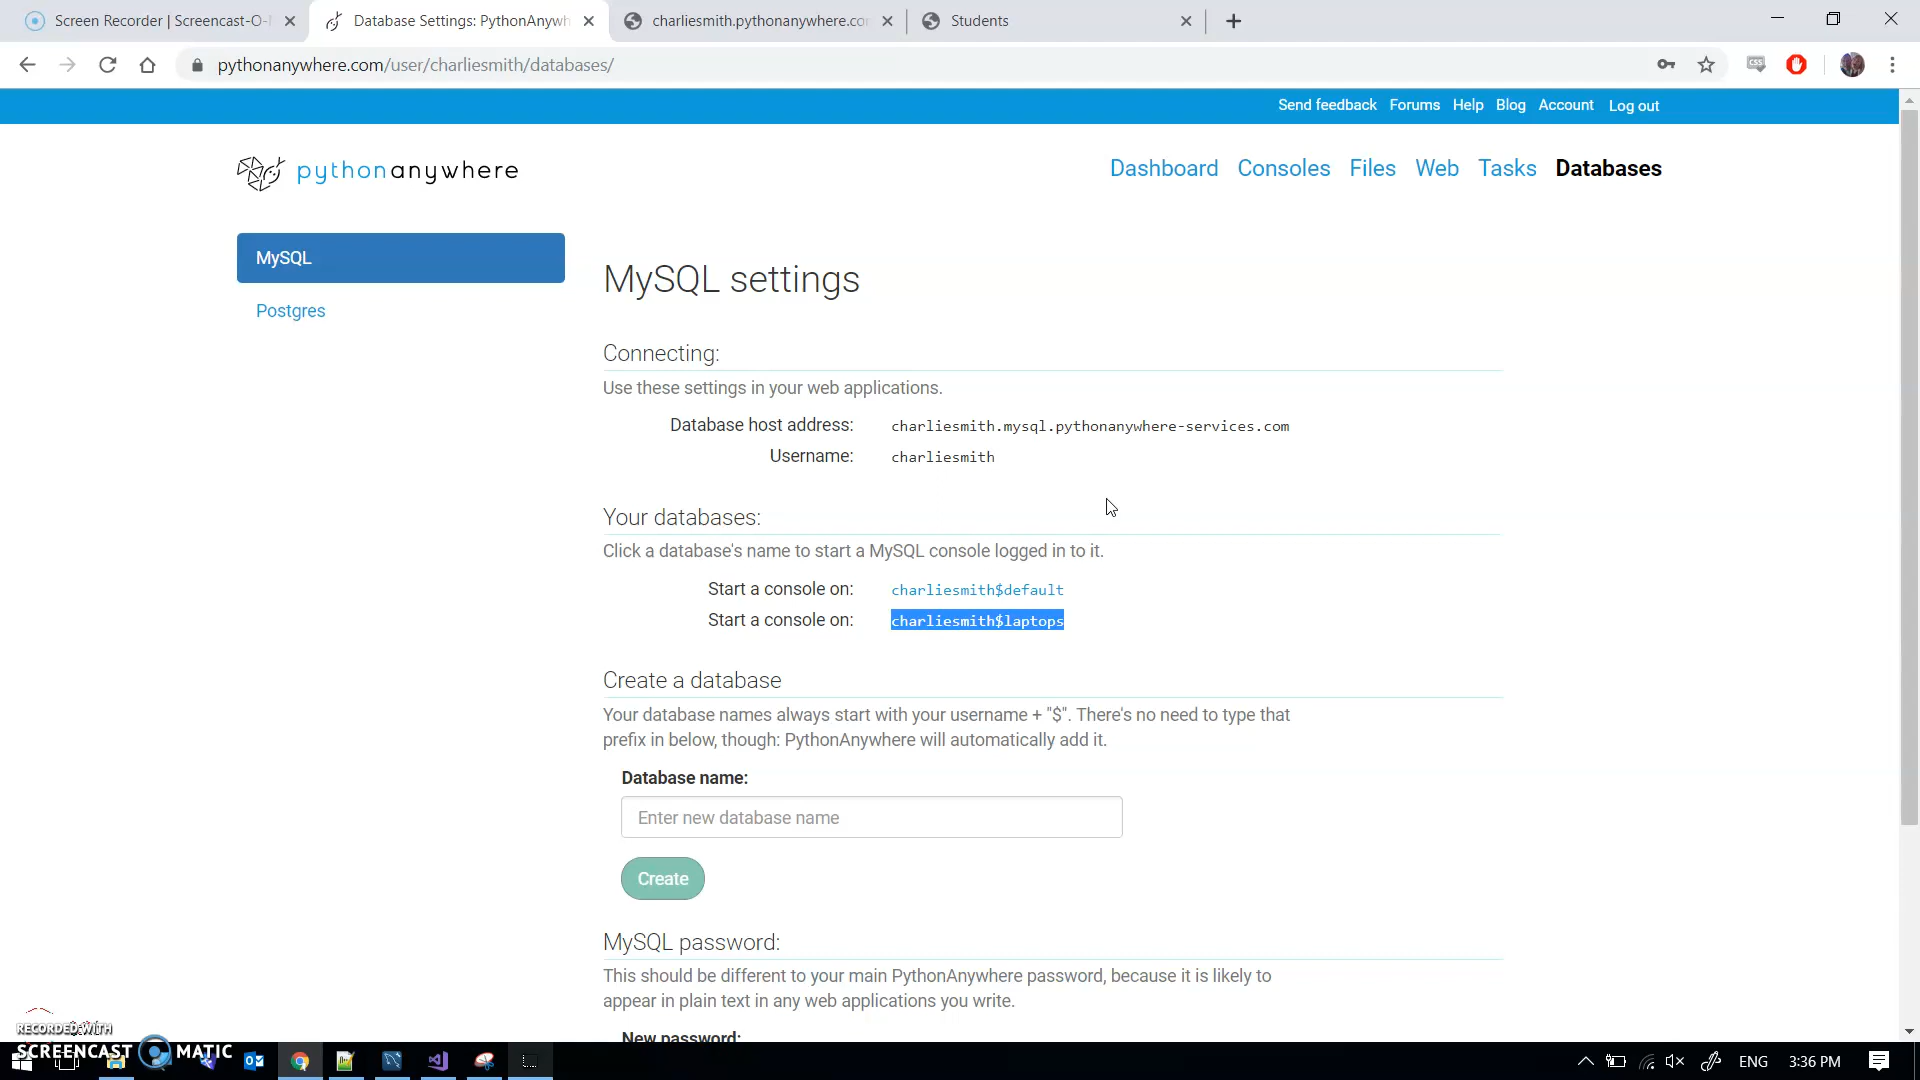 Screen Recorder | Screencast-O-
Database Settings: PythonAnywh
charliesmith.pythonanywhere.co
Students
pythonanywhere.com/user/charliesmith/databases/
Send feedback Forums Help Blog Account Log out
pythonanywhere
Dashboard Consoles Files Web Tasks Databases
MySQL
Postgres
MySQL settings
Connecting:
Use these settings in your web applications.
Database host address: charliesmith.mysql.pythonanywhere-services.com
Username: charliesmith
Your databases:
Click a database's name to start a MySQL console logged in to it.
Start a console on: charliesmith$default
Start a console on: charliesmith$laptops
Create a database
Your database names always start with your username + "$". There's no need to type that
prefix in below, though: PythonAnywhere will automatically add it.
Database name:
Enter new database name
Create
MySQL password:
This should be different to your main PythonAnywhere password, because it is likely to
appear in plain text in any web applications you write.
New password:
RECORDED WITH
SCREENCAST MATIC
ENG 3:36 PM